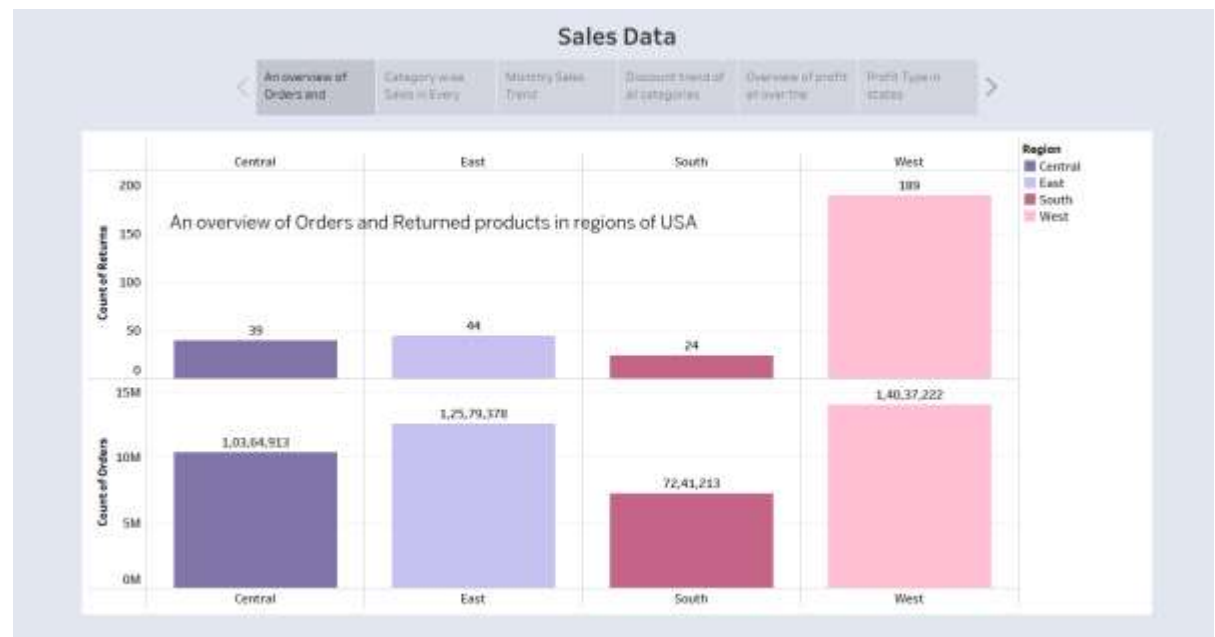 Sales Data
An overview of
Orders and
Category wise
Sales in Every
Monthly Sales
Trend
Discount trend of
all categories
Overview of profit
all over the
Profit Type in
states
Central East South West
Region
Central
East
South
West
200
150
100
50
0
Count of Returns
An overview of Orders and Returned products in regions of USA
39
44
24
189
15M
10M
5M
0M
Count of Orders
1,03,64,913
1,25,79,378
72,41,213
1,40,37,222
Central East South West